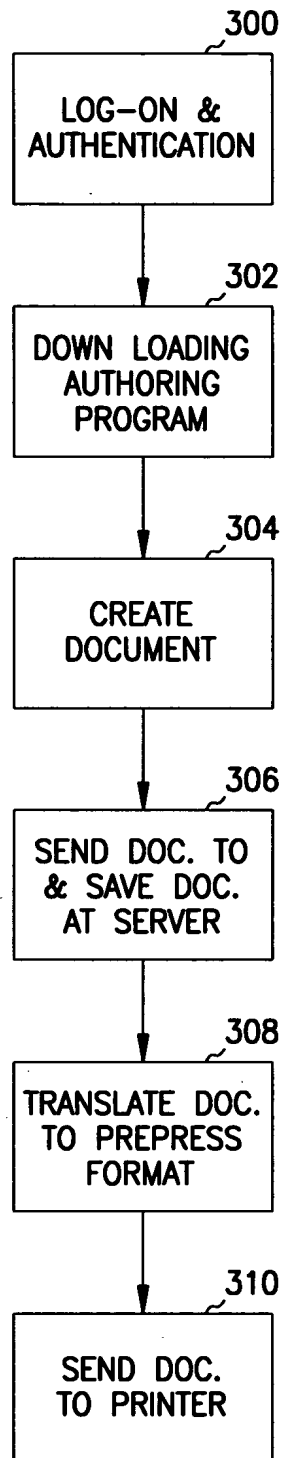 300
LOG-ON &
AUTHENTICATION
302
DOWN LOADING
AUTHORING
PROGRAM
304
CREATE
DOCUMENT
306
SEND DOC. TO
& SAVE DOC.
AT SERVER
308
TRANSLATE DOC.
TO PREPRESS
FORMAT
310
SEND DOC.
TO PRINTER